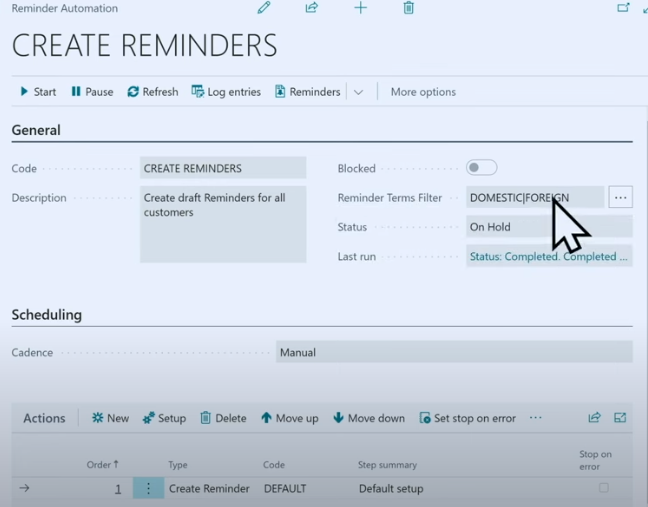 Reminder Automation
CREATE REMINDERS
Start Pause Refresh Log entries Reminders More options
General
Code CREATE REMINDERS Blocked
Description Create draft Reminders for all Reminder Terms Filter DOMESTIC|FOREIGN ...
customers
Status On Hold
Last run Status: Completed. Completed ...
Scheduling
Cadence Manual
Actions New Setup Delete Move up Move down Set stop on error ...
Stop on
Order ↑ Type Code Step summary error
→ 1 Create Reminder DEFAULT Default setup